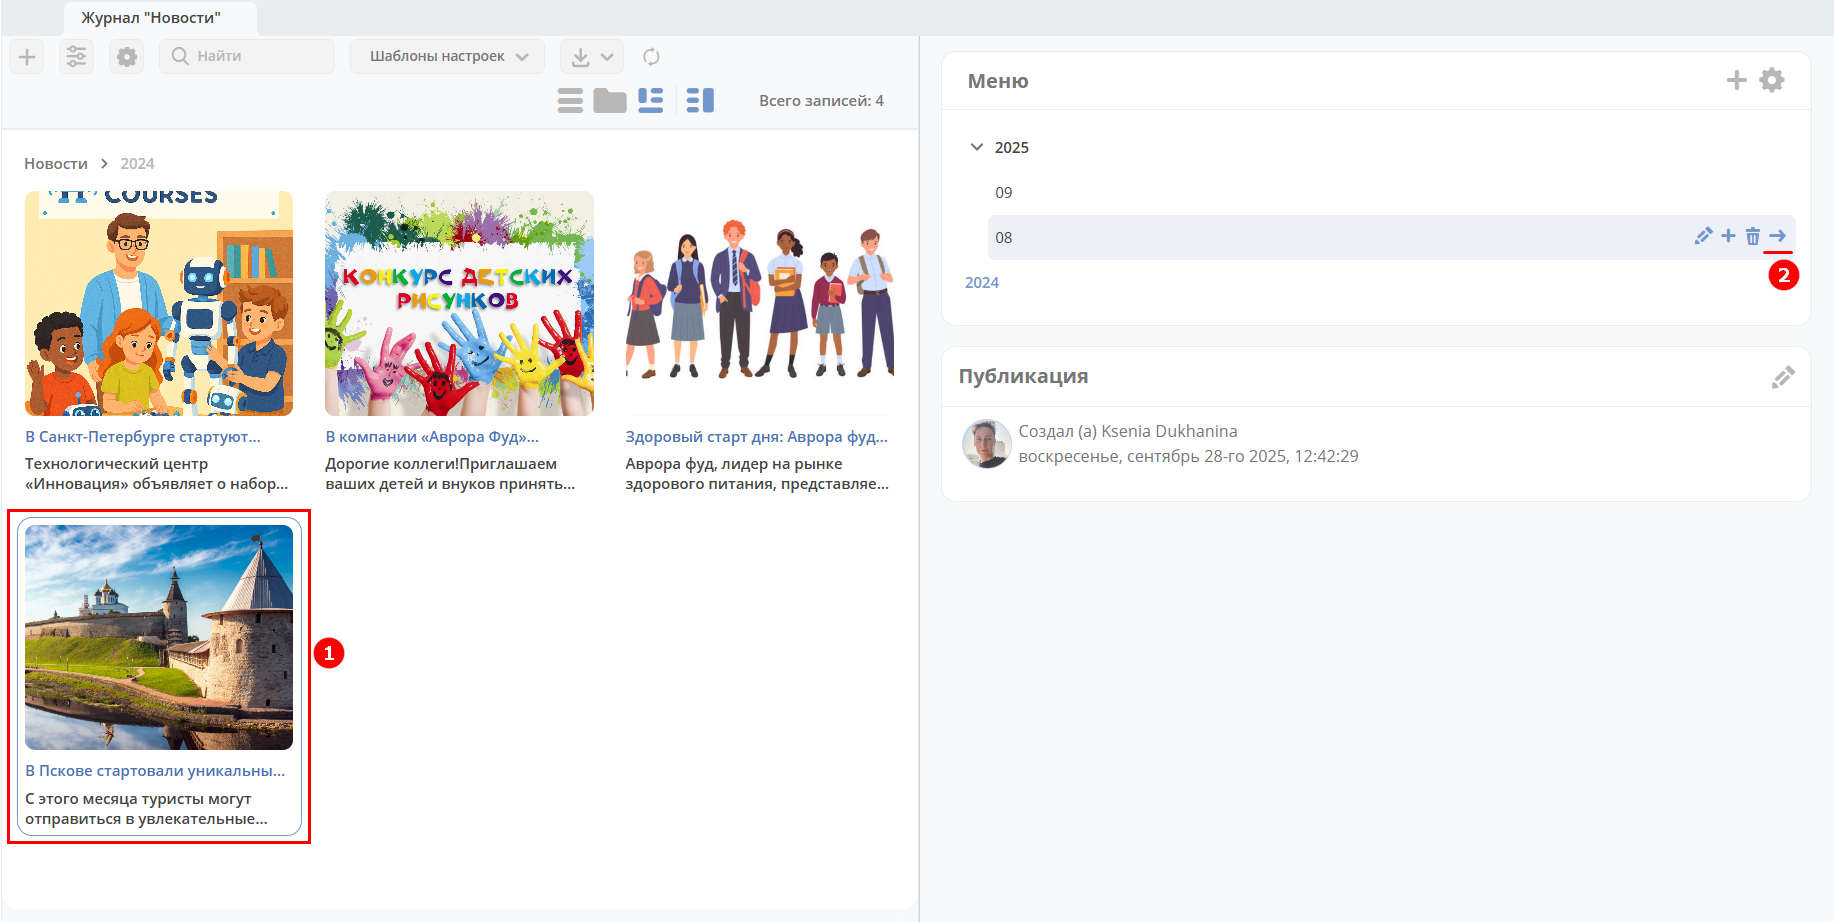 Журнал "Новости"
Найти
Шаблоны настроек
Всего записей: 4
Новости > 2024
COURSES
КОНКУРС ДЕТСКИХ
РИСУНКОВ
В Санкт-Петербурге стартуют...
Технологический центр
«Инновация» объявляет о набор...
В компании «Аврора Фуд»...
Дорогие коллеги!Приглашаем
ваших детей и внуков принять...
Здоровый старт дня: Аврора фуд...
Аврора фуд, лидер на рынке
здорового питания, представляе...
1
В Пскове стартовали уникальны...
С этого месяца туристы могут
отправиться в увлекательные...
Меню
2025
09
08
2
2024
Публикация
Создал (а) Ksenia Dukhanina
воскресенье, сентябрь 28-го 2025, 12:42:29